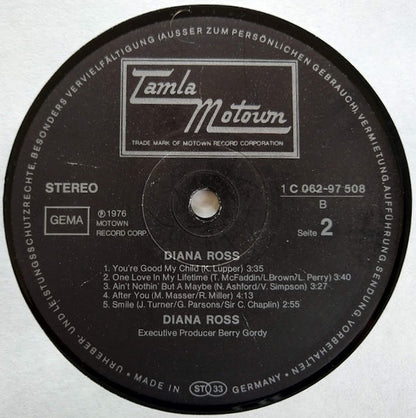 URHEBER- UND LEISTUNGSSCHUTZRECHTE, BESONDERS VERVIELFÄLTIGUNG (AUSSER ZUM PERSÖNLICHEN GEBRAUCH), VERMIETUNG, AUFFÜHRUNG, SENDUNG, VORBEHALTEN
Tamla
Motown
TRADE MARK OF MOTOWN RECORD CORPORATION
STEREO
1 C 062-97 508
B
GEMA
℗ 1976
MOTOWN
RECORD CORP.
Seite 2
DIANA ROSS
1. You're Good My Child (K. Lupper) 3:35
2. One Love In My Lifetime (T. McFaddin/L. Brown/L. Perry) 3:40
3. Ain't Nothin' But A Maybe (N. Ashford/V. Simpson) 3:27
4. After You (M. Masser/R. Miller) 4:13
5. Smile (J. Turner/G. Parsons/Sir C. Chaplin) 2:55
DIANA ROSS
Executive Producer Berry Gordy
• MADE IN ST 33 GERMANY •